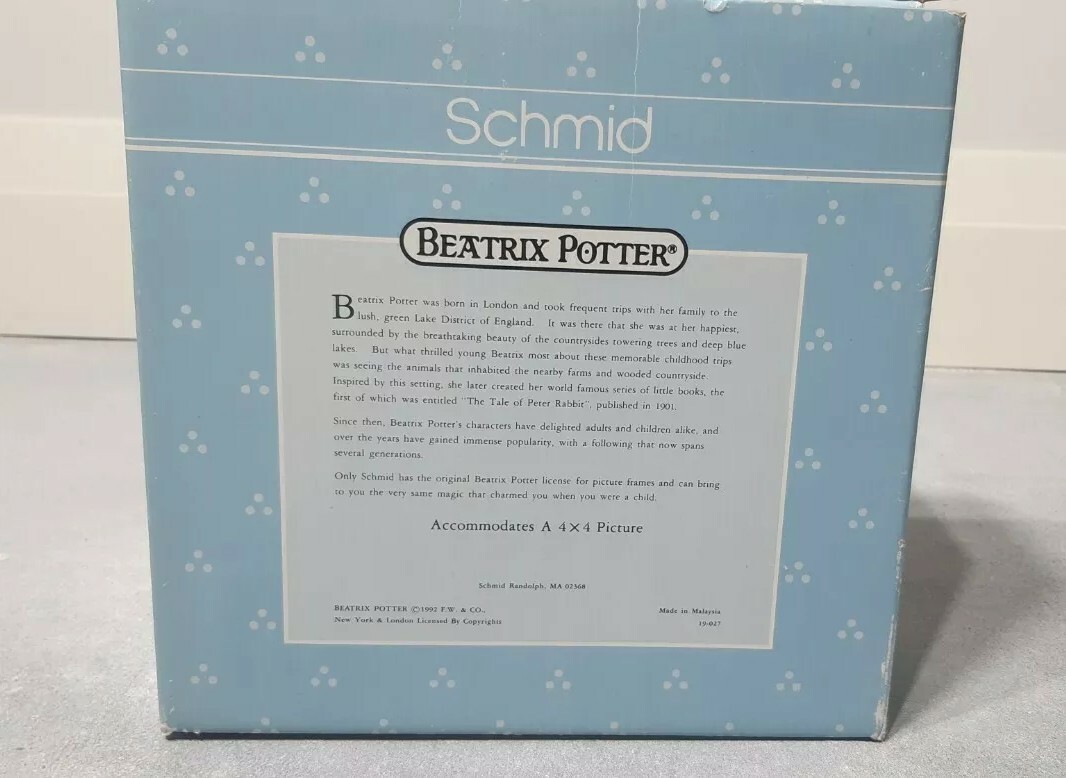 Schmid
BEATRIX POTTER®
Beatrix Potter was born in London and took frequent trips with her family to the
lush, green Lake District of England. It was there that she was at her happiest,
surrounded by the breathtaking beauty of the countrysides towering trees and deep blue
lakes. But what thrilled young Beatrix most about these memorable childhood trips
was seeing the animals that inhabited the nearby farms and wooded countryside.
Inspired by this setting, she later created her world famous series of little books, the
first of which was entitled "The Tale of Peter Rabbit", published in 1901.
Since then, Beatrix Potter's characters have delighted adults and children alike, and
over the years have gained immense popularity, with a following that now spans
several generations.
Only Schmid has the original Beatrix Potter license for picture frames and can bring
to you the very same magic that charmed you when you were a child.
Accommodates A 4×4 Picture
Schmid Randolph, MA 02368
BEATRIX POTTER ©1992 F.W. & CO.,
New York & London Licensed By Copyrights
Made in Malaysia
19-027